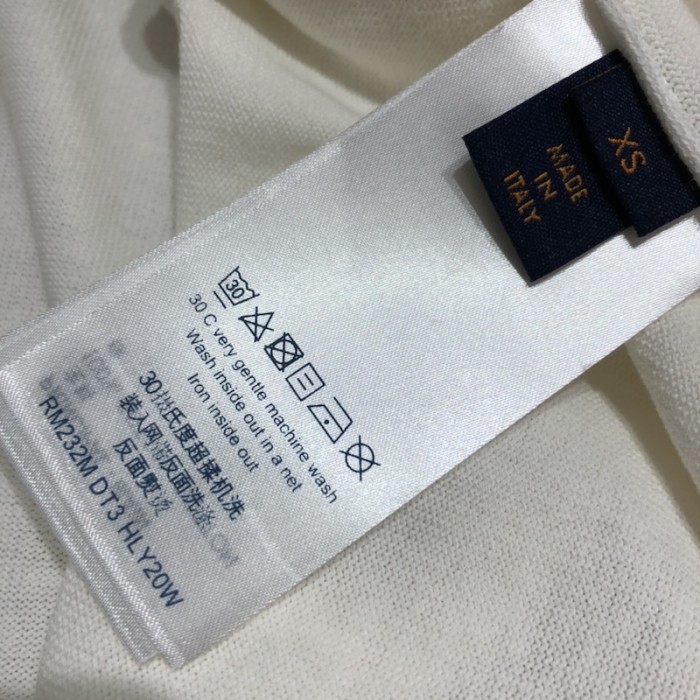 XS
MADE
IN
ITALY
30
30 C very gentle machine wash
Wash inside out in a net
Iron inside out
30摄氏度超揉机洗
装入网袋反面洗涤
反面熨烫
RM232M DT3 HLY20W